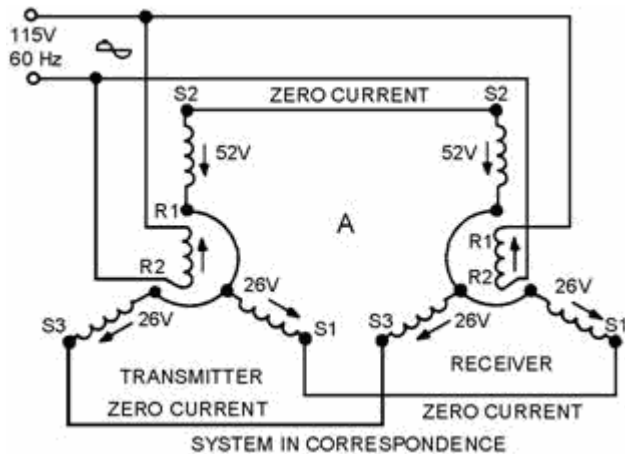 115V
60 Hz
S2
ZERO CURRENT
S2
52V
52V
R1
A
R1
R2
R2
26V
26V
S3
26V
S1
S3
26V
S1
TRANSMITTER
RECEIVER
ZERO CURRENT
ZERO CURRENT
SYSTEM IN CORRESPONDENCE